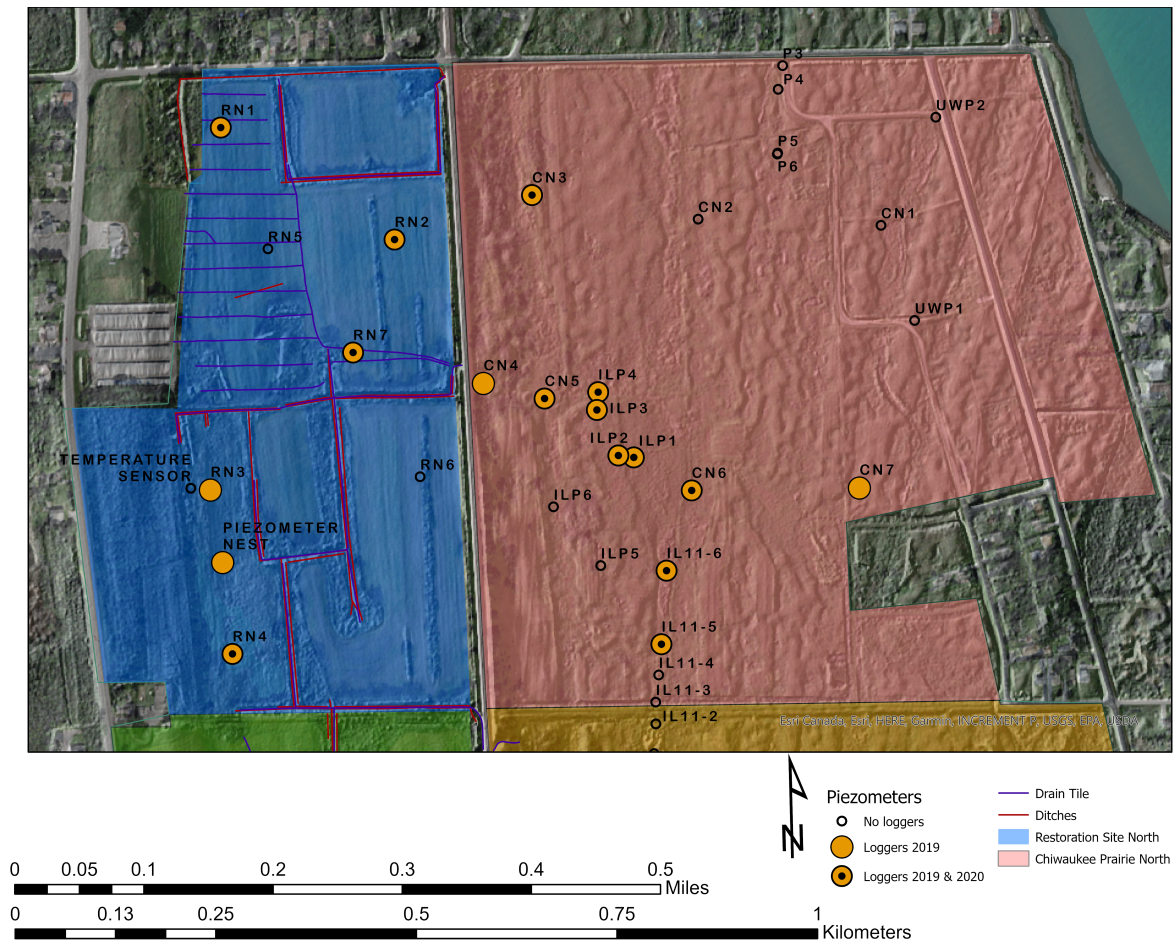 P3
P4
UWP2
RN1
P5
P6
CN3
CN2
CN1
RN2
RN5
UWP1
RN7
CN4
CN5
ILP4
ILP3
ILP2
ILP1
TEMPERATURE
SENSOR
RN3
RN6
CN6
CN7
ILP6
PIEZOMETER
NEST
ILP5
IL11-6
RN4
IL11-5
IL11-4
IL11-3
IL11-2
Esri Canada, Esri, HERE, Garmin, INCREMENT P, USGS, EPA, USDA
N
Piezometers
No loggers
Loggers 2019
Loggers 2019 & 2020
Drain Tile
Ditches
Restoration Site North
Chiwaukee Prairie North
0 0.05 0.1 0.2 0.3 0.4 0.5
Miles
0 0.13 0.25 0.5 0.75 1
Kilometers